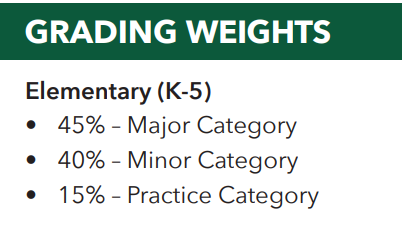 GRADING WEIGHTS
Elementary (K-5)
• 45% – Major Category
• 40% – Minor Category
• 15% – Practice Category